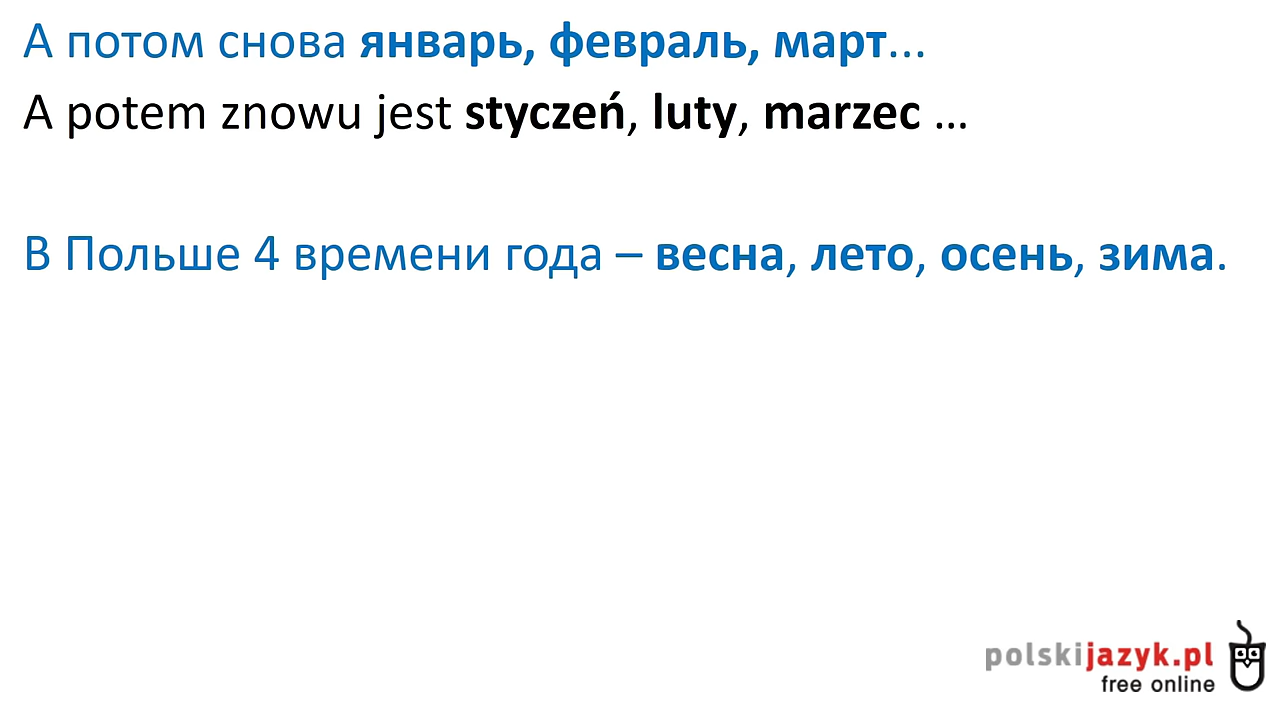 А потом снова январь, февраль, март...
A potem znowu jest styczeń, luty, marzec ...
В Польше 4 времени года – весна, лето, осень, зима.
polskijazyk.pl
free online